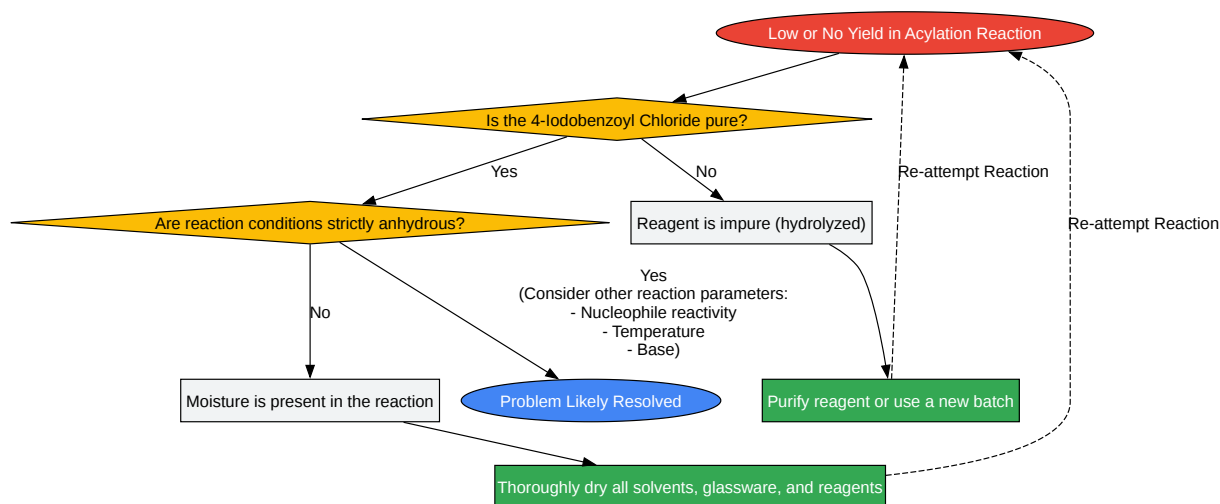 Low or No Yield in Acylation Reaction
Is the 4-Iodobenzoyl Chloride pure?
Yes
No
Re-attempt Reaction
Are reaction conditions strictly anhydrous?
Reagent is impure (hydrolyzed)
Re-attempt Reaction
No
Yes
(Consider other reaction parameters:
- Nucleophile reactivity
- Temperature
- Base)
Moisture is present in the reaction
Problem Likely Resolved
Purify reagent or use a new batch
Thoroughly dry all solvents, glassware, and reagents